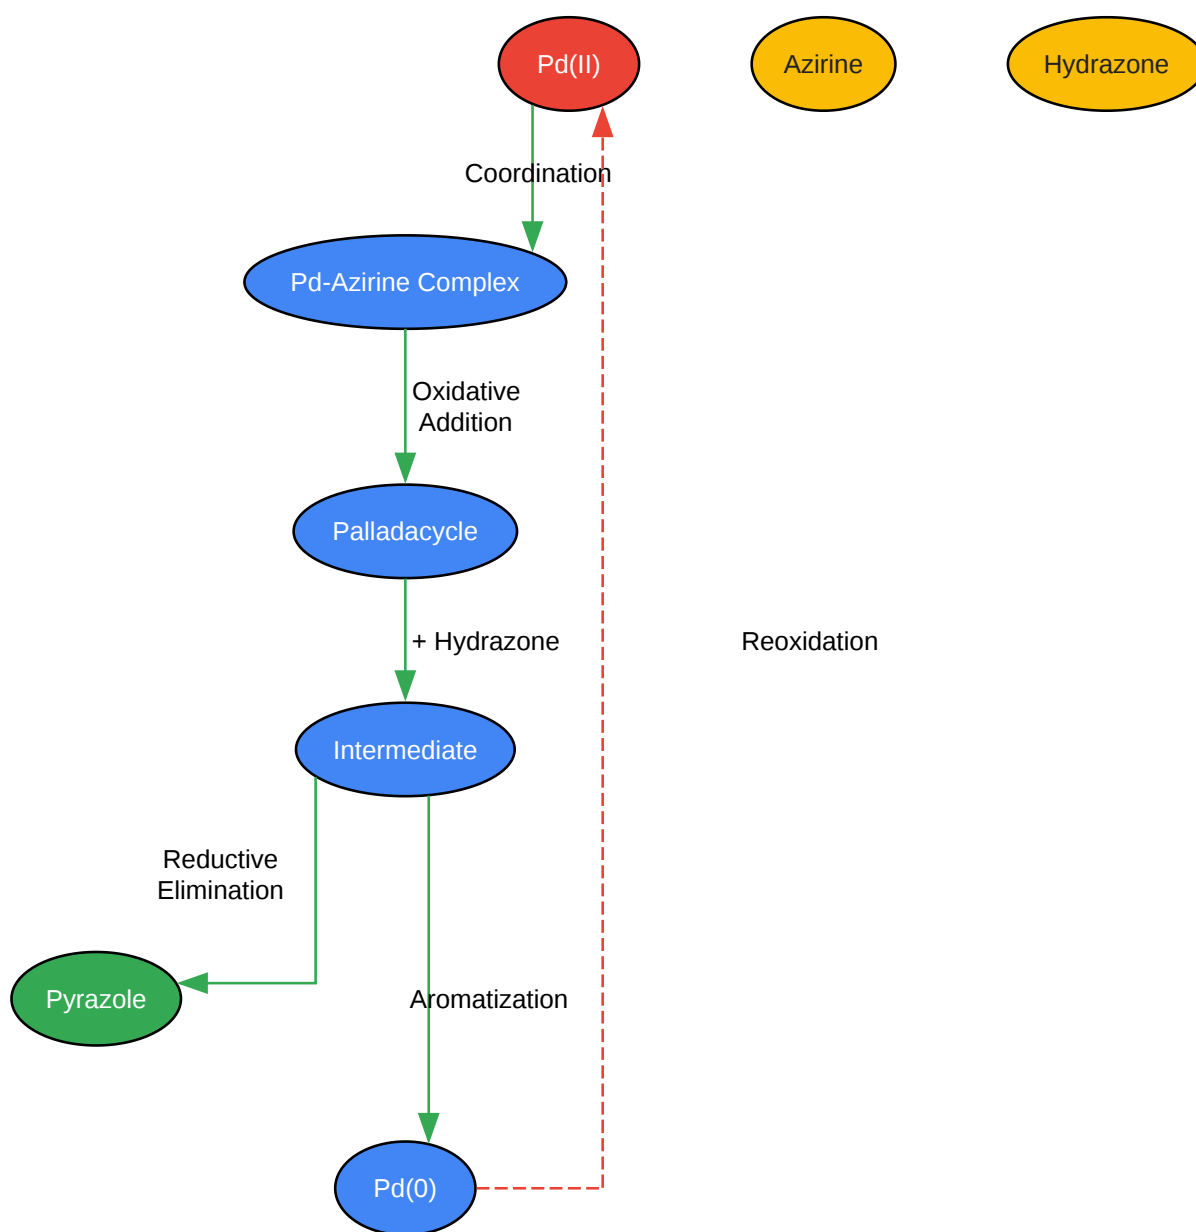 Pd(II)
Azirine
Hydrazone
Coordination
Pd-Azirine Complex
Oxidative
Addition
Palladacycle
+ Hydrazone
Reoxidation
Intermediate
Reductive
Elimination
Pyrazole
Aromatization
Pd(0)